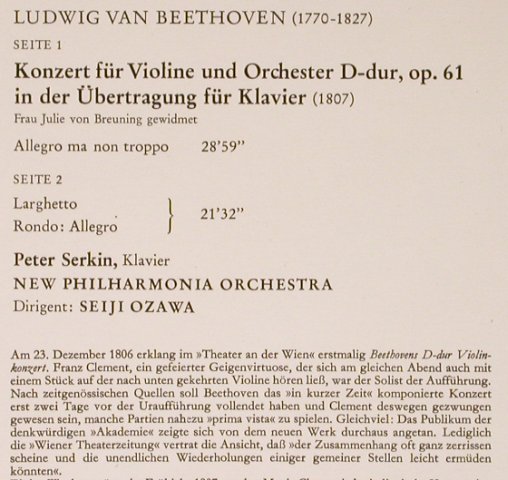 LUDWIG VAN BEETHOVEN (1770-1827)
SEITE 1
Konzert für Violine und Orchester D-dur, op. 61
in der Übertragung für Klavier (1807)
Frau Julie von Breuning gewidmet
Allegro ma non troppo 28'59"
SEITE 2
Larghetto
Rondo: Allegro } 21'32"
Peter Serkin, Klavier
NEW PHILHARMONIA ORCHESTRA
Dirigent: SEIJI OZAWA
Am 23. Dezember 1806 erklang im »Theater an der Wien« erstmalig Beethovens D-dur Violin-
konzert. Franz Clement, ein gefeierter Geigenvirtuose, der sich am gleichen Abend auch mit
einem Stück auf der nach unten gekehrten Violine hören ließ, war der Solist der Aufführung.
Nach zeitgenössischen Quellen soll Beethoven das »in kurzer Zeit« komponierte Konzert
erst zwei Tage vor der Uraufführung vollendet haben und Clement deswegen gezwungen
gewesen sein, manche Partien nahezu »prima vista« zu spielen. Gleichviel: Das Publikum der
denkwürdigen »Akademie« zeigte sich von dem neuen Werk durchaus angetan. Lediglich
die »Wiener Theaterzeitung« vertrat die Ansicht, daß »der Zusammenhang oft ganz zerrissen
scheine und die unendlichen Wiederholungen einiger gemeiner Stellen leicht ermüden
könnten«.